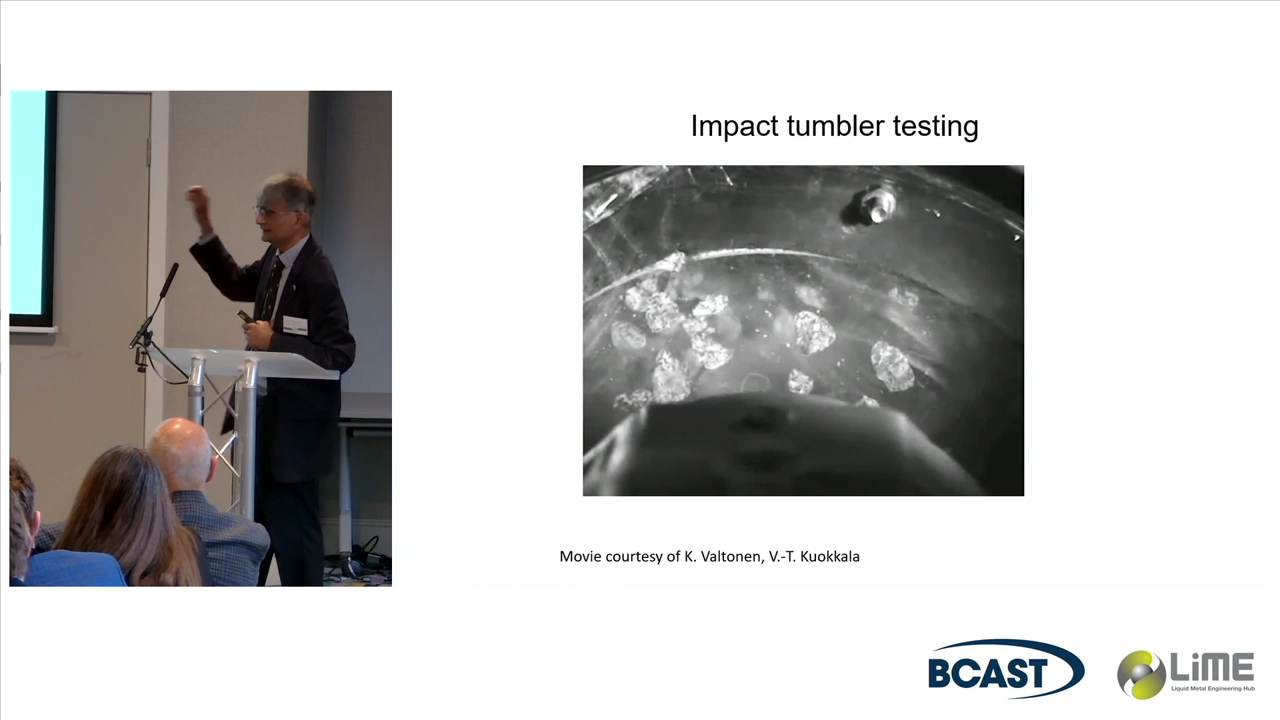 Impact tumbler testing
Movie courtesy of K. Valtonen, V.-T. Kuokkala
BCAST
LiME
Liquid Metal Engineering Hub